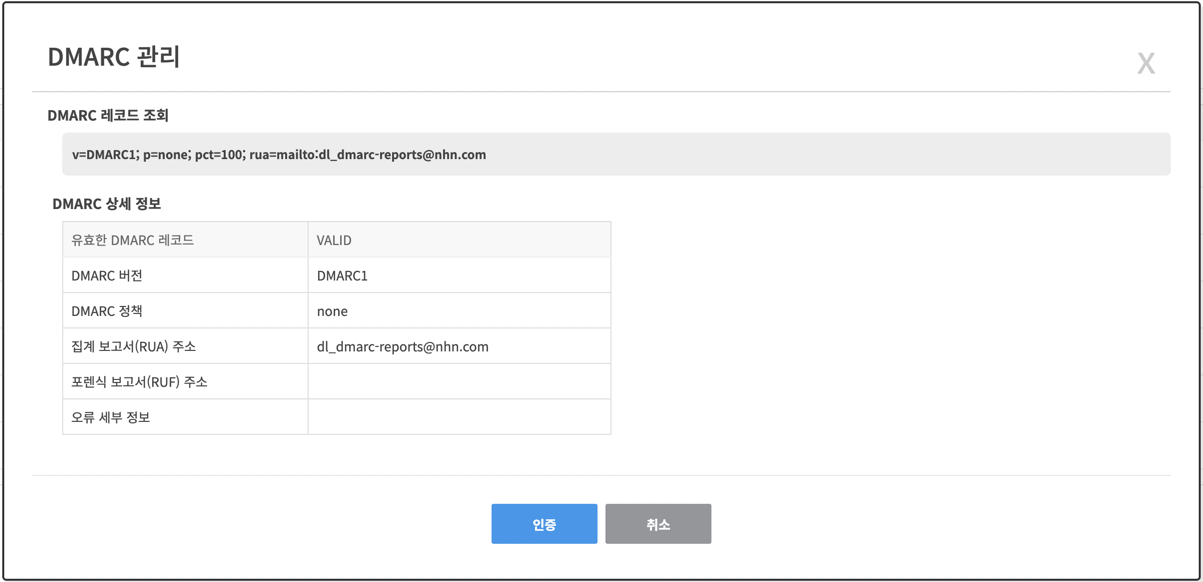 DMARC 관리
X
DMARC 레코드 조회
v=DMARC1; p=none; pct=100; rua=mailto:dl_dmarc-reports@nhn.com
DMARC 상세 정보
유효한 DMARC 레코드 VALID
DMARC 버전 DMARC1
DMARC 정책 none
집계 보고서(RUA) 주소 dl_dmarc-reports@nhn.com
포렌식 보고서(RUF) 주소
오류 세부 정보
인증 취소